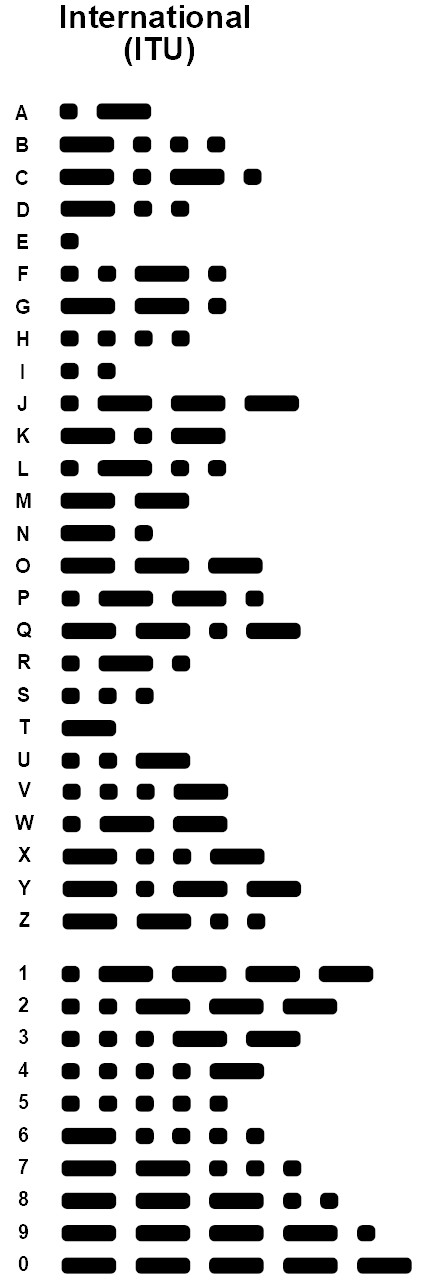 International
(ITU)
A
B
C
D
E
F
G
H
I
J
K
L
M
N
O
P
Q
R
S
T
U
V
W
X
Y
Z
1
2
3
4
5
6
7
8
9
0